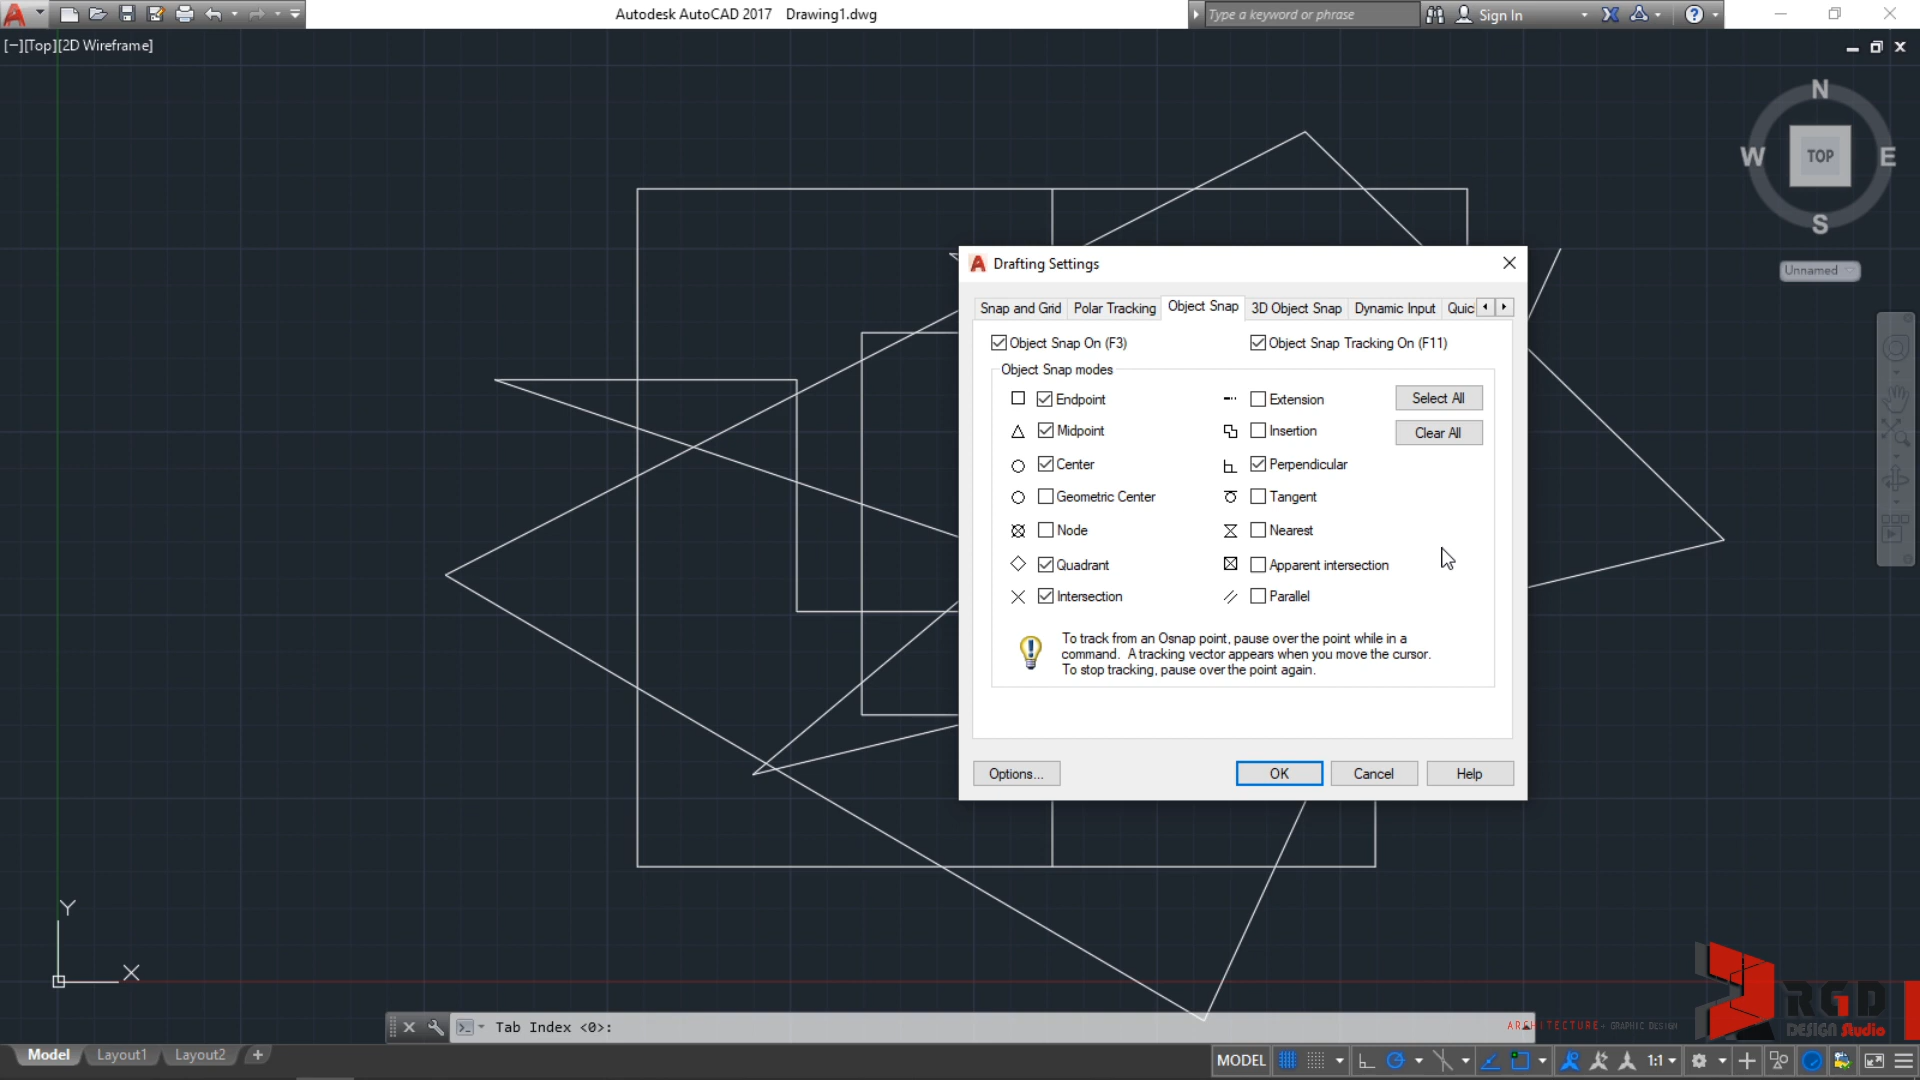 Autodesk AutoCAD 2017 Drawing1.dwg
Type a keyword or phrase
Sign In
[−][Top][2D Wireframe]
N
W TOP E
S
Unnamed
Drafting Settings
Snap and Grid Polar Tracking Object Snap 3D Object Snap Dynamic Input Quic
Object Snap On (F3) Object Snap Tracking On (F11)
Object Snap modes
Endpoint Extension Select All
Midpoint Insertion Clear All
Center Perpendicular
Geometric Center Tangent
Node Nearest
Quadrant Apparent intersection
Intersection Parallel
To track from an Osnap point, pause over the point while in a
command. A tracking vector appears when you move the cursor.
To stop tracking, pause over the point again.
Options... OK Cancel Help
Y
X
Tab Index <0>:
RGD
DESIGN Studio
ARCHITECTURE + GRAPHIC DESIGN
Model Layout1 Layout2 +
MODEL 1:1